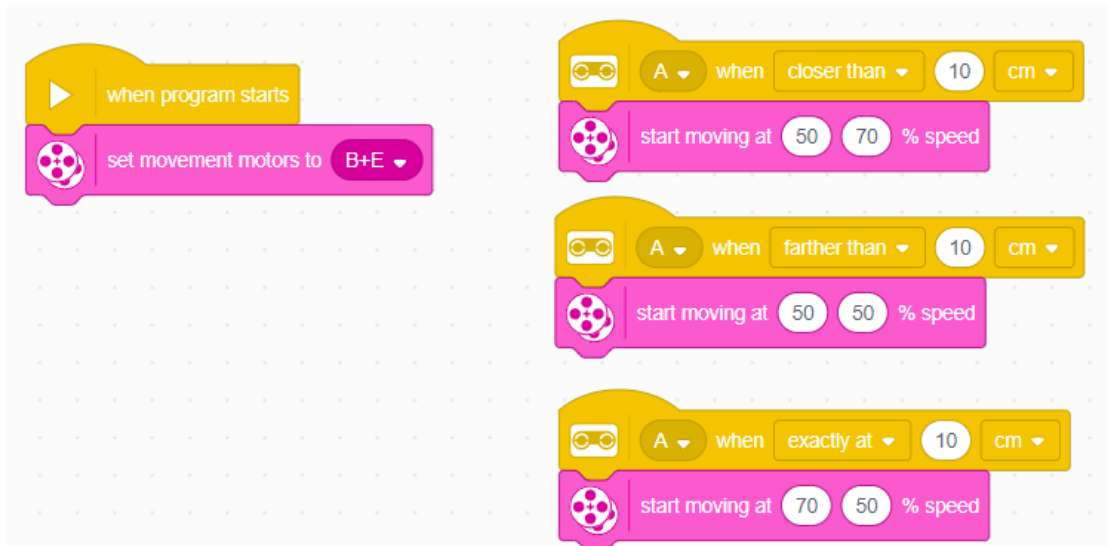 when program starts
set movement motors to B+E
A when closer than 10 cm
start moving at 50 70 % speed
A when farther than 10 cm
start moving at 50 50 % speed
A when exactly at 10 cm
start moving at 70 50 % speed